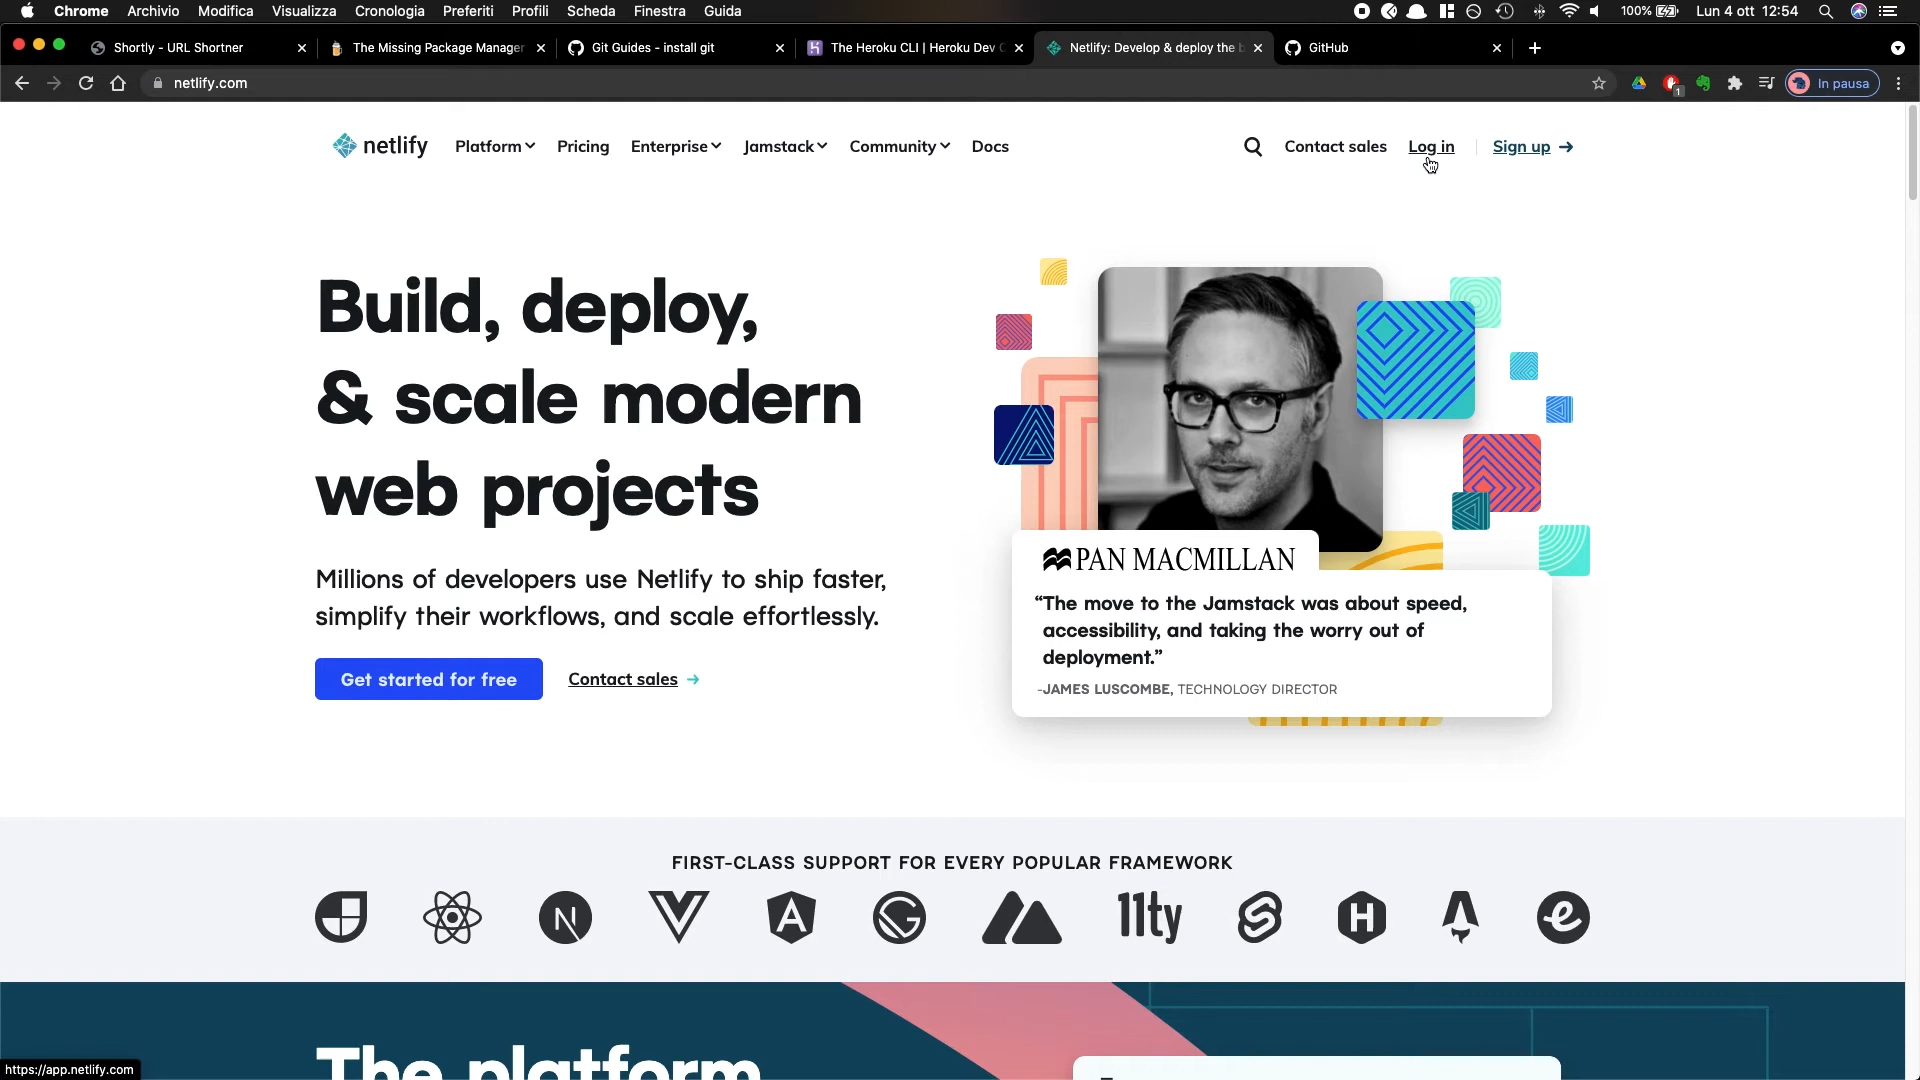 Chrome Archivio Modifica Visualizza Cronologia Preferiti Profili Scheda Finestra Guida
100% Lun 4 ott 12:54
Shortly - URL Shortner
The Missing Package Manager
Git Guides - install git
The Heroku CLI | Heroku Dev C
Netlify: Develop & deploy the b
GitHub
netlify.com
1
In pausa
netlify
Platform Pricing Enterprise Jamstack Community Docs
Contact sales Log in Sign up →
Build, deploy,
& scale modern
web projects
Millions of developers use Netlify to ship faster,
simplify their workflows, and scale effortlessly.
Get started for free
Contact sales →
PAN MACMILLAN
“The move to the Jamstack was about speed,
accessibility, and taking the worry out of
deployment.”
-JAMES LUSCOMBE, TECHNOLOGY DIRECTOR
FIRST-CLASS SUPPORT FOR EVERY POPULAR FRAMEWORK
11ty
The platform
https://app.netlify.com